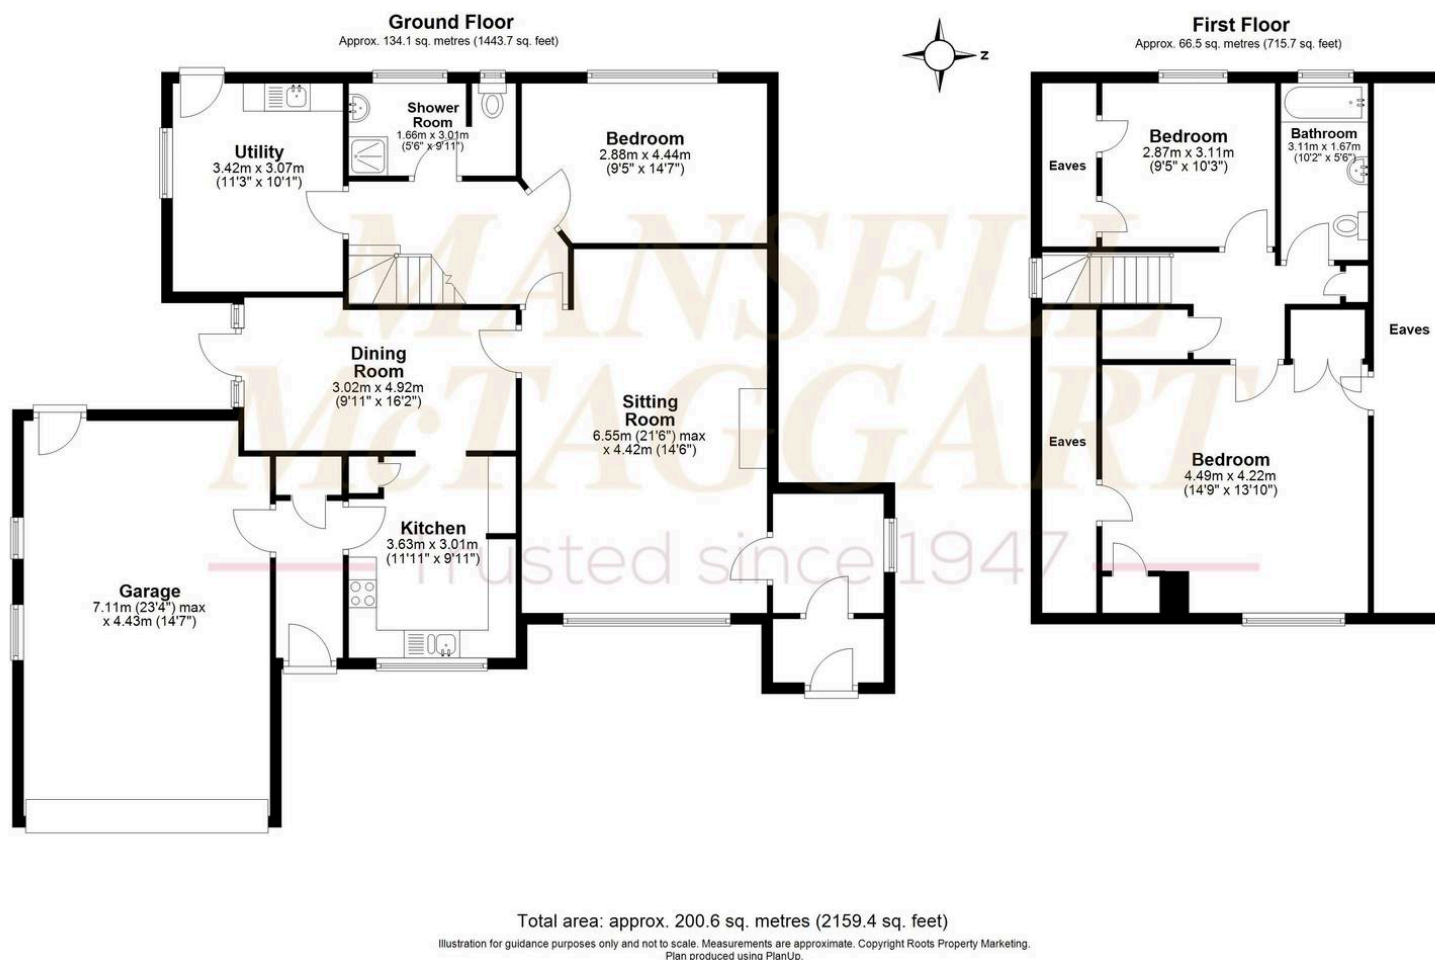 Ground Floor
Approx. 134.1 sq. metres (1443.7 sq. feet)
Utility
3.42m x 3.07m
(11'3" x 10'1")
Shower
Room
1.66m x 3.01m
(5'6" x 9'11")
Bedroom
2.88m x 4.44m
(9'5" x 14'7")
Dining
Room
3.02m x 4.92m
(9'11" x 16'2")
Sitting
Room
6.55m (21'6") max
x 4.42m (14'6")
Kitchen
3.63m x 3.01m
(11'11" x 9'11")
Garage
7.11m (23'4") max
x 4.43m (14'7")
Z
First Floor
Approx. 66.5 sq. metres (715.7 sq. feet)
Eaves
Bedroom
2.87m x 3.11m
(9'5" x 10'3")
Bathroom
3.11m x 1.67m
(10'2" x 5'6")
Eaves
Eaves
Bedroom
4.49m x 4.22m
(14'9" x 13'10")
MANSELL
McTAGGART
Trusted since 1947
Total area: approx. 200.6 sq. metres (2159.4 sq. feet)
Illustration for guidance purposes only and not to scale. Measurements are approximate. Copyright Roots Property Marketing.
Plan produced using PlanUp.